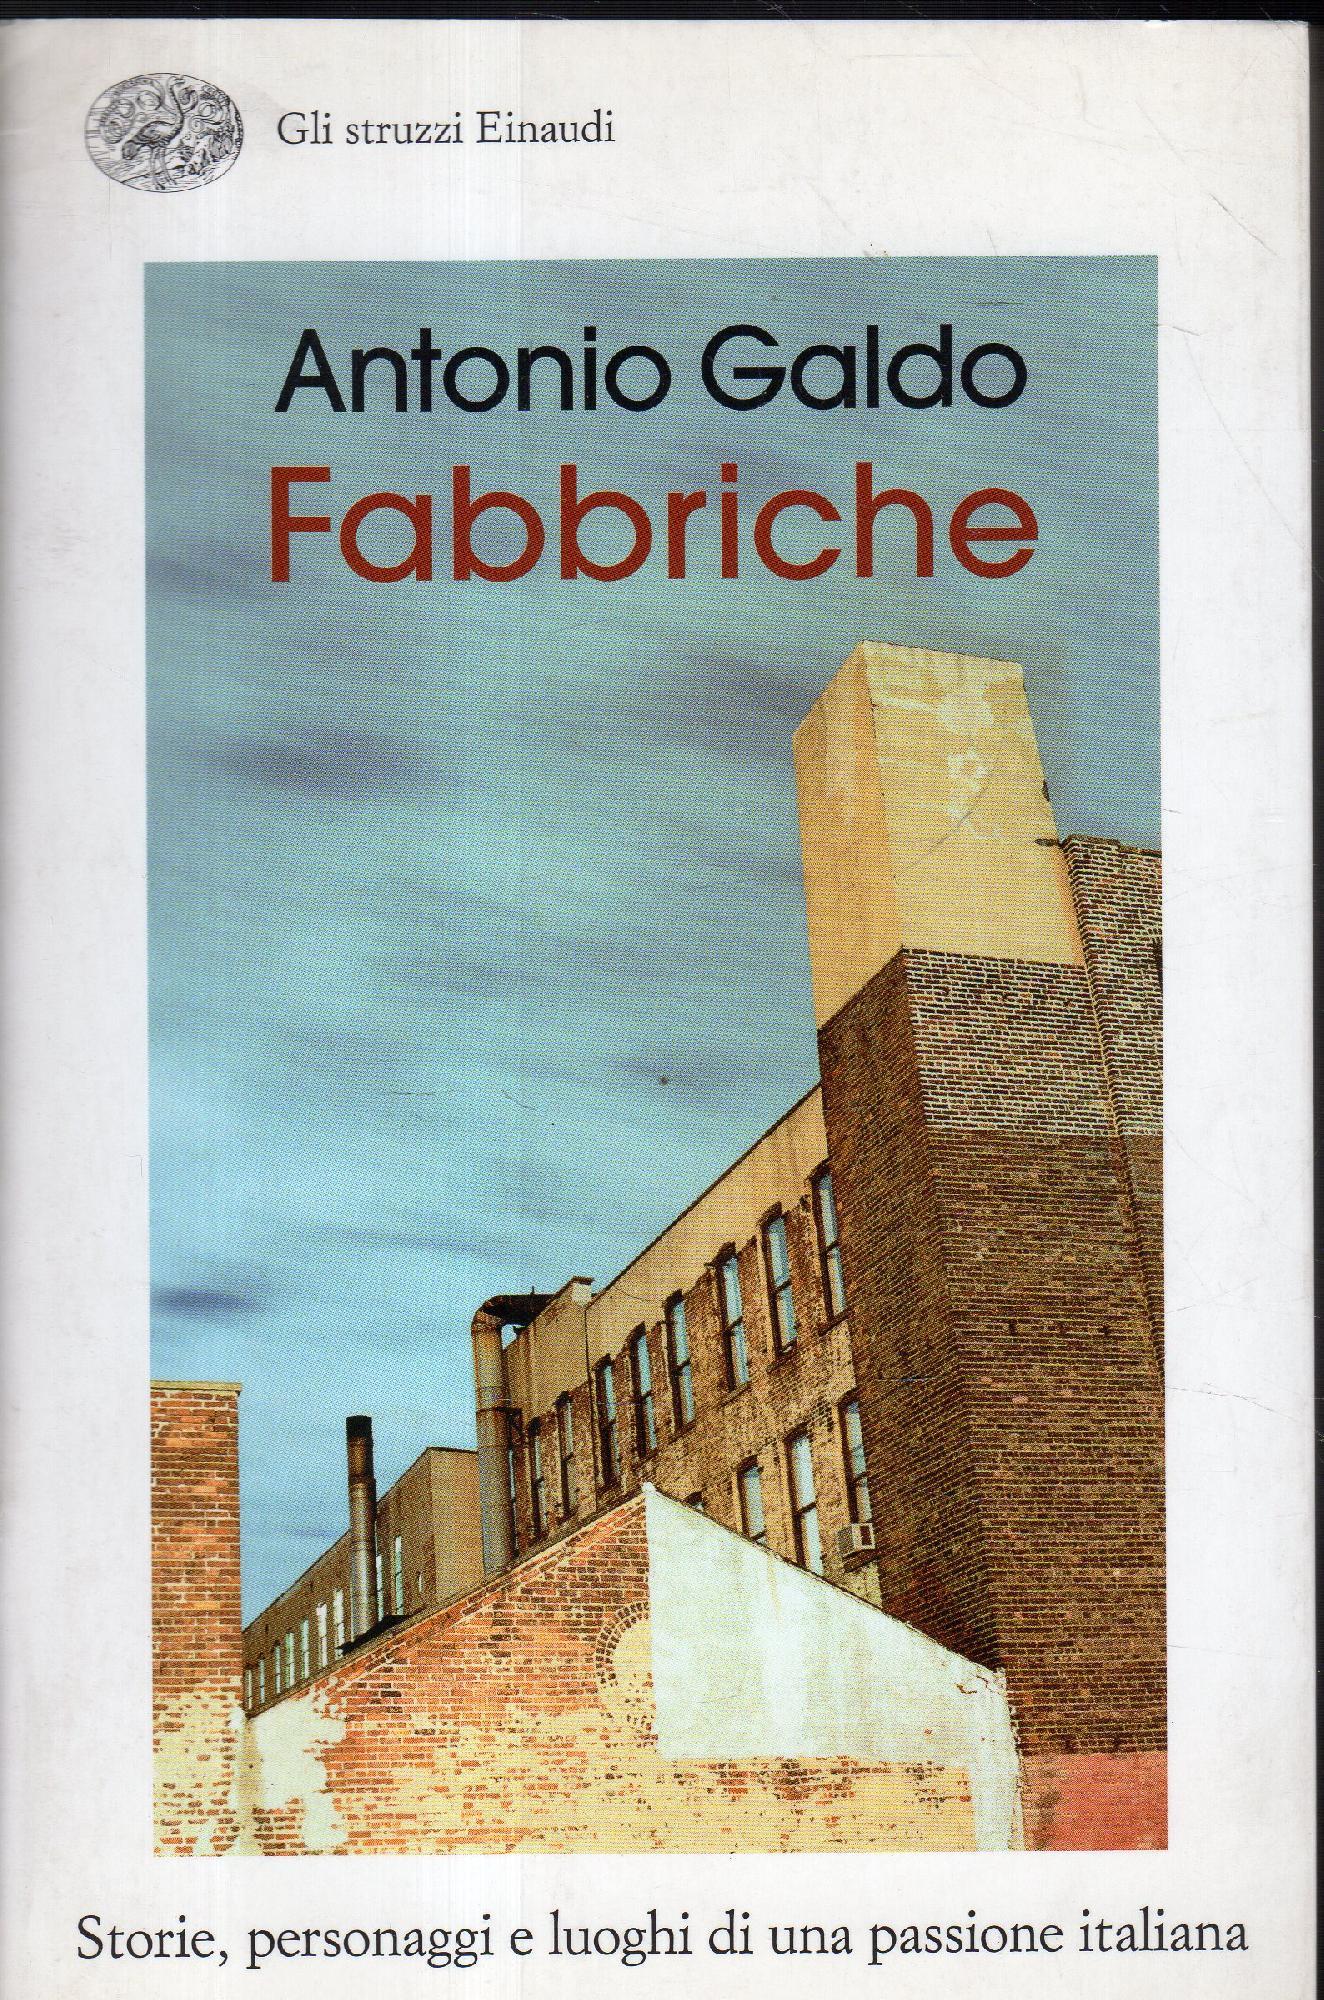 Gli struzzi Einaudi
Antonio Galdo
Fabbriche
Storie, personaggi e luoghi di una passione italiana